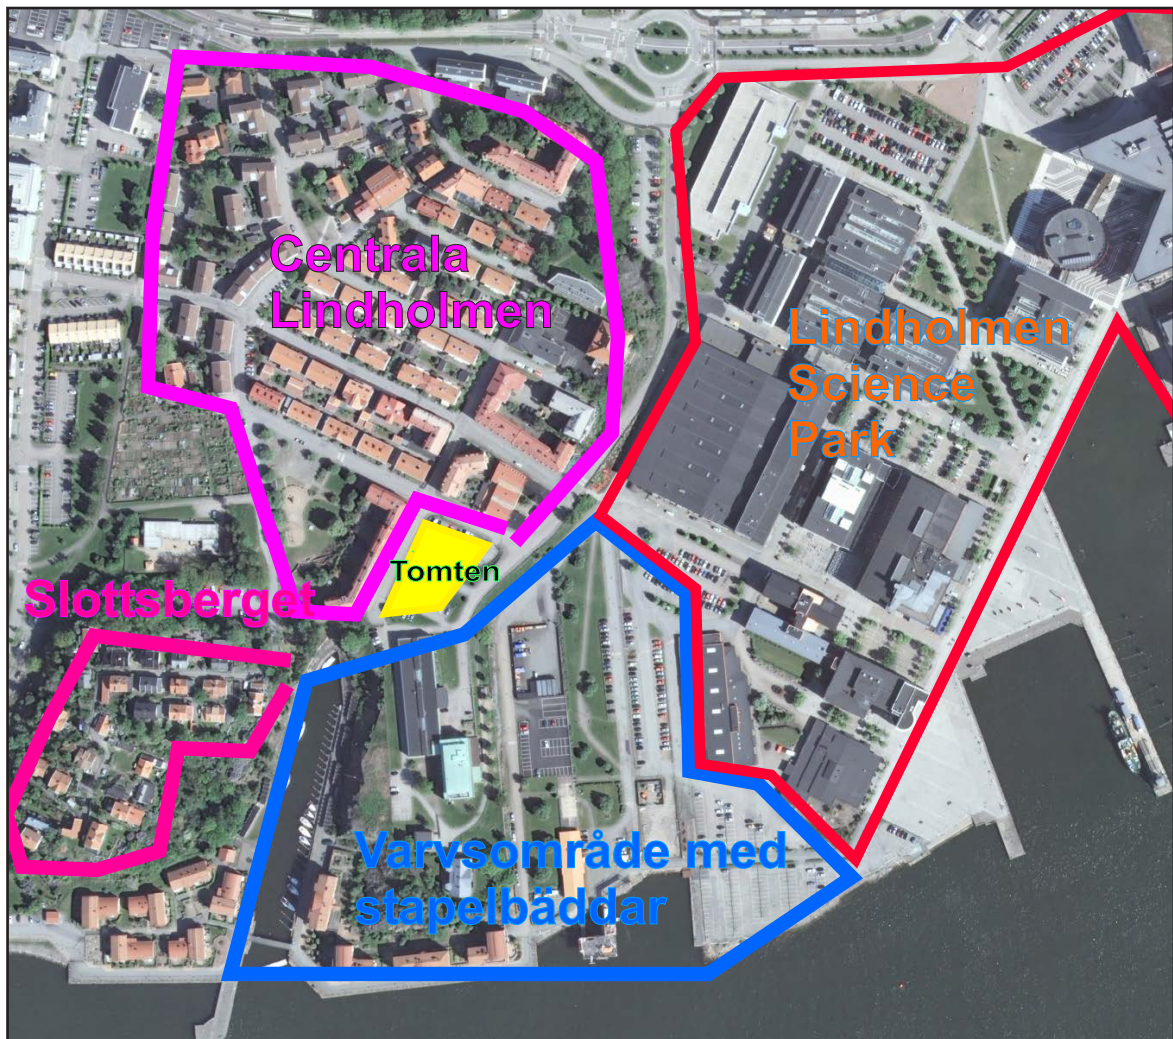 Centrala
Lindholmen
Lindholmen
Science
Park
Tomten
Slottsberget
Varvsområde med
stapelbäddar